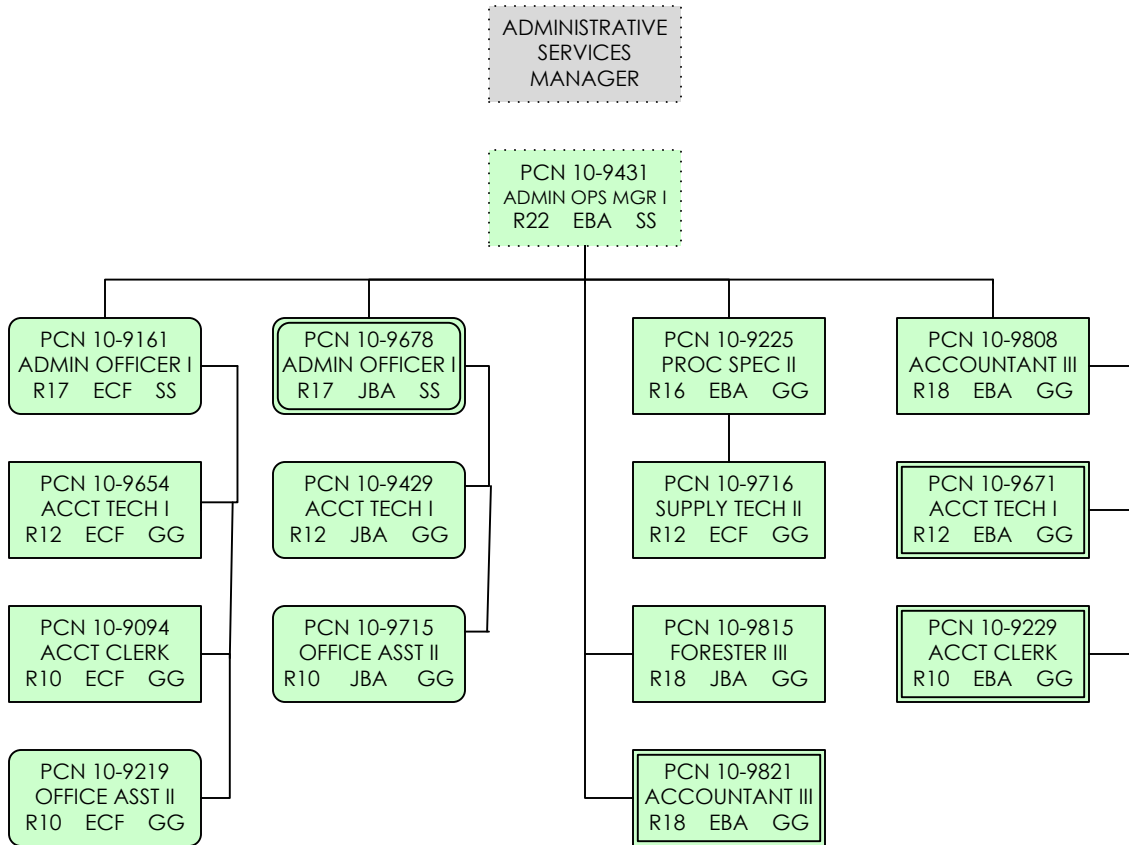 ADMINISTRATIVE
SERVICES
MANAGER
PCN 10-9431
ADMIN OPS MGR I
R22 EBA SS
PCN 10-9161
ADMIN OFFICER I
R17 ECF SS
PCN 10-9678
ADMIN OFFICER I
R17 JBA SS
PCN 10-9225
PROC SPEC II
R16 EBA GG
PCN 10-9808
ACCOUNTANT III
R18 EBA GG
PCN 10-9654
ACCT TECH I
R12 ECF GG
PCN 10-9429
ACCT TECH I
R12 JBA GG
PCN 10-9716
SUPPLY TECH II
R12 ECF GG
PCN 10-9671
ACCT TECH I
R12 EBA GG
PCN 10-9094
ACCT CLERK
R10 ECF GG
PCN 10-9715
OFFICE ASST II
R10 JBA GG
PCN 10-9815
FORESTER III
R18 JBA GG
PCN 10-9229
ACCT CLERK
R10 EBA GG
PCN 10-9219
OFFICE ASST II
R10 ECF GG
PCN 10-9821
ACCOUNTANT III
R18 EBA GG